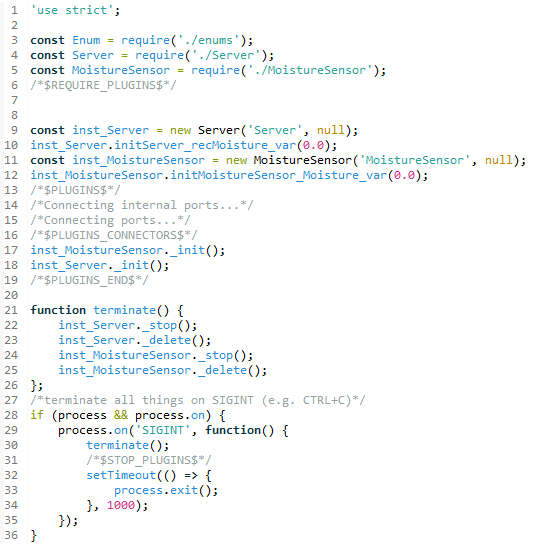 1 'use strict';
2
3 const Enum = require('./enums');
4 const Server = require('./Server');
5 const MoistureSensor = require('./MoistureSensor');
6 /*$REQUIRE_PLUGINS$*/
7
8
9 const inst_Server = new Server('Server', null);
10 inst_Server.initServer_recMoisture_var(0.0);
11 const inst_MoistureSensor = new MoistureSensor('MoistureSensor', null);
12 inst_MoistureSensor.initMoistureSensor_Moisture_var(0.0);
13 /*$PLUGINS$*/
14 /*Connecting internal ports...*/
15 /*Connecting ports...*/
16 /*$PLUGINS_CONNECTORS$*/
17 inst_MoistureSensor._init();
18 inst_Server._init();
19 /*$PLUGINS_END$*/
20
21 function terminate() {
22     inst_Server._stop();
23     inst_Server._delete();
24     inst_MoistureSensor._stop();
25     inst_MoistureSensor._delete();
26 };
27 /*terminate all things on SIGINT (e.g. CTRL+C)*/
28 if (process && process.on) {
29     process.on('SIGINT', function() {
30         terminate();
31         /*$STOP_PLUGINS$*/
32         setTimeout(() => {
33             process.exit();
34         }, 1000);
35     });
36 }